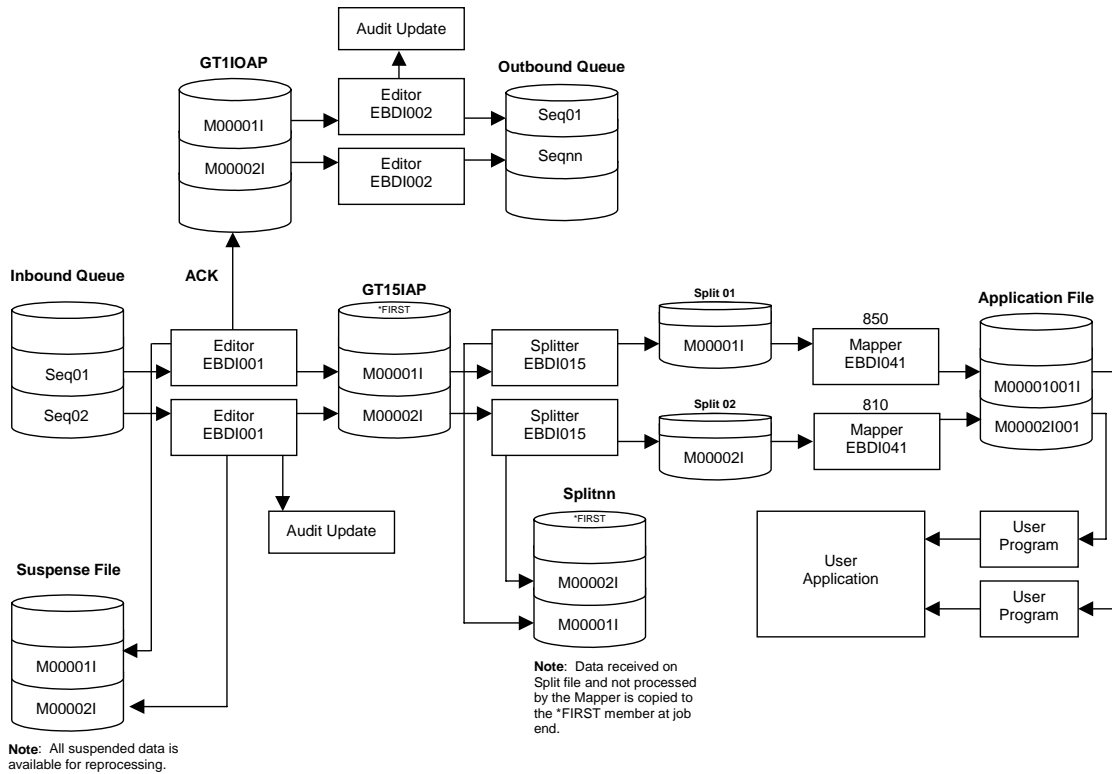 Audit Update
GT1IOAP
Outbound Queue
Editor
EBDI002
Seq01
M00001I
Editor
EBDI002
Seqnn
M00002I
Inbound Queue
ACK
GT15IAP
Split 01
Application File
*FIRST
850
Editor
EBDI001
Splitter
EBDI015
M00001I
Mapper
EBDI041
Seq01
M00001I
M00001001I
Seq02
Editor
EBDI001
M00002I
Splitter
EBDI015
Split 02
810
Mapper
EBDI041
M00002I001
M00002I
Audit Update
Splitnn
*FIRST
User
Program
User
Application
Suspense File
M00002I
User
Program
M00001I
M00001I
M00002I
Note: Data received on
Split file and not processed
by the Mapper is copied to
the *FIRST member at job
end.
Note: All suspended data is
available for reprocessing.